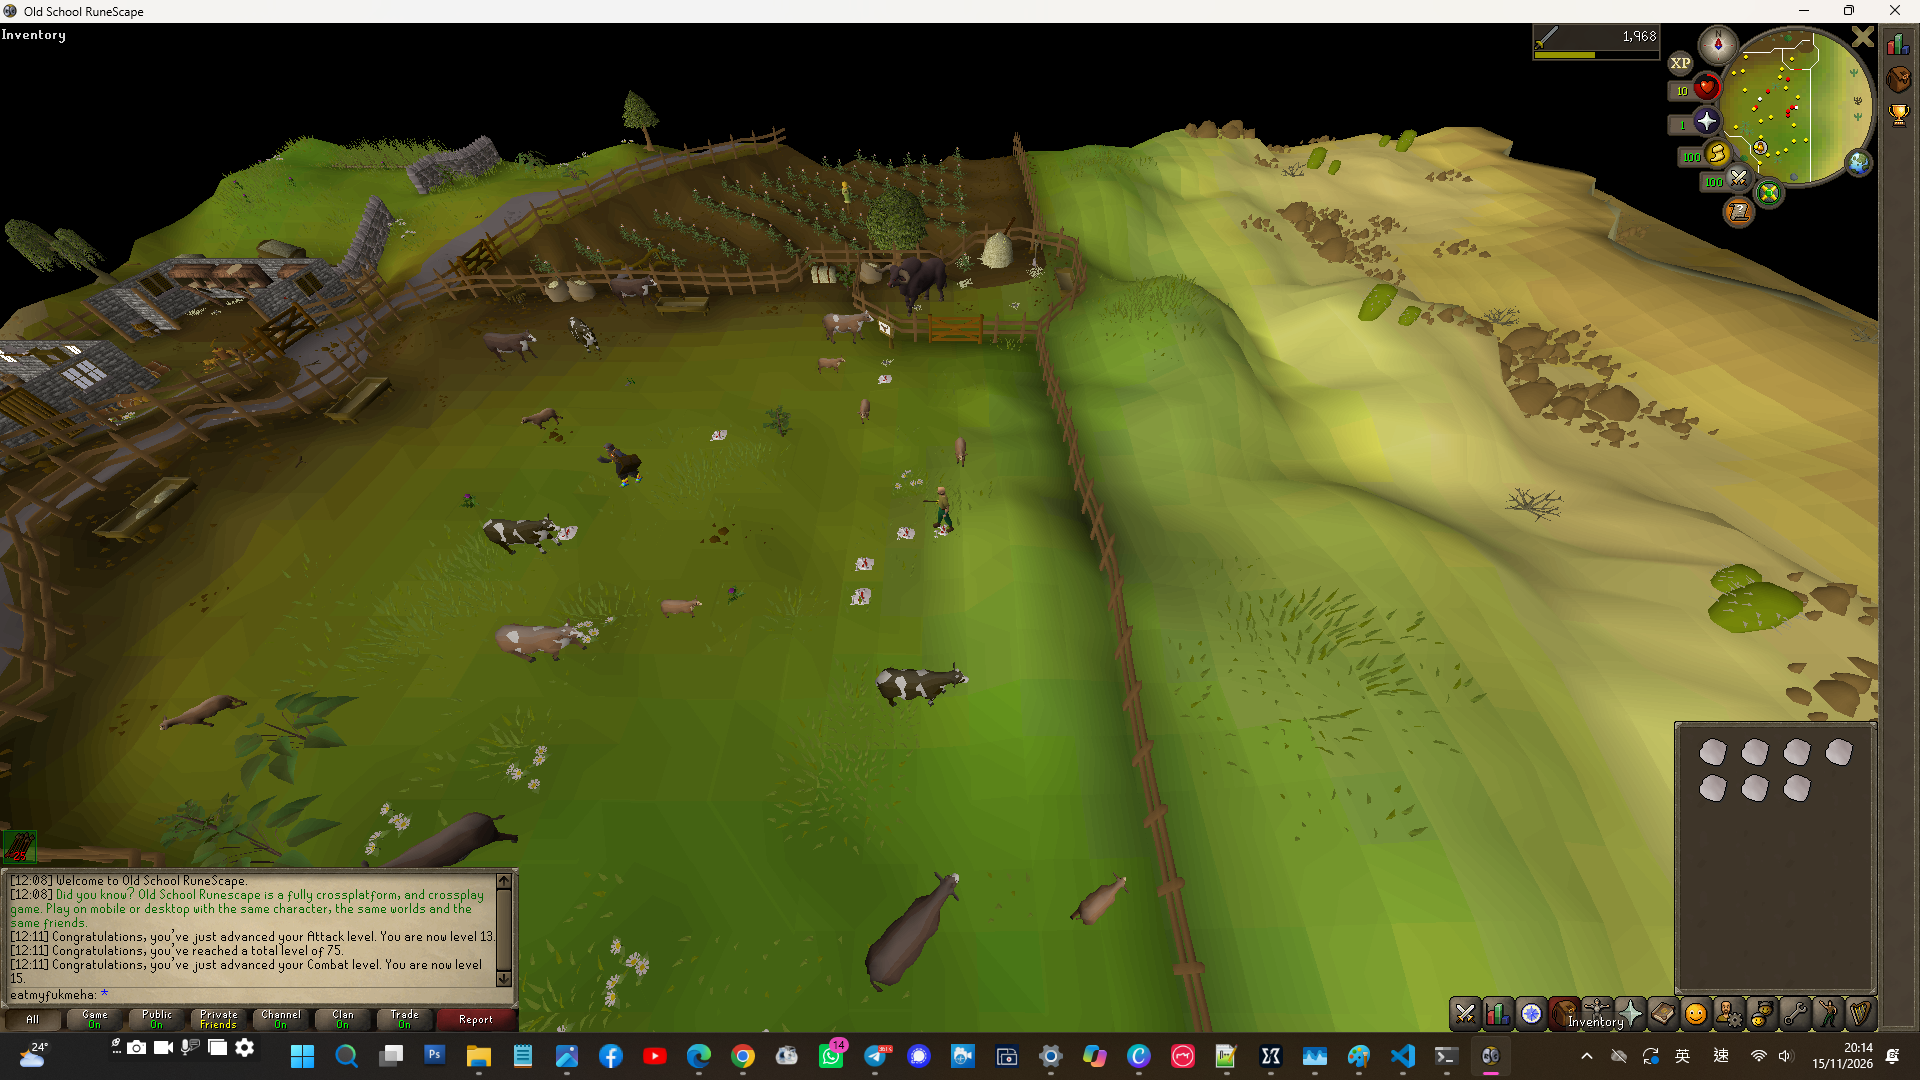 Old School RuneScape
Inventory
1,968
N
XP
10
1
100
100
-25
[12:08] Welcome to Old School RuneScape.
[12:08] Did you know? Old School Runescape is a fully crossplatform, and crossplay
game. Play on mobile or desktop with the same character, the same worlds and the
same friends.
[12:11] Congratulations, you've just advanced your Attack level. You are now level 13.
[12:11] Congratulations, you've reached a total level of 75.
[12:11] Congratulations, you've just advanced your Combat level. You are now level
15.
eatmyfukmeha: *
All
Game
On
Public
On
Private
Friends
Channel
On
Clan
On
Trade
On
Report
Inventory
24°
Ps
14
英
速
20:14
15/11/2026